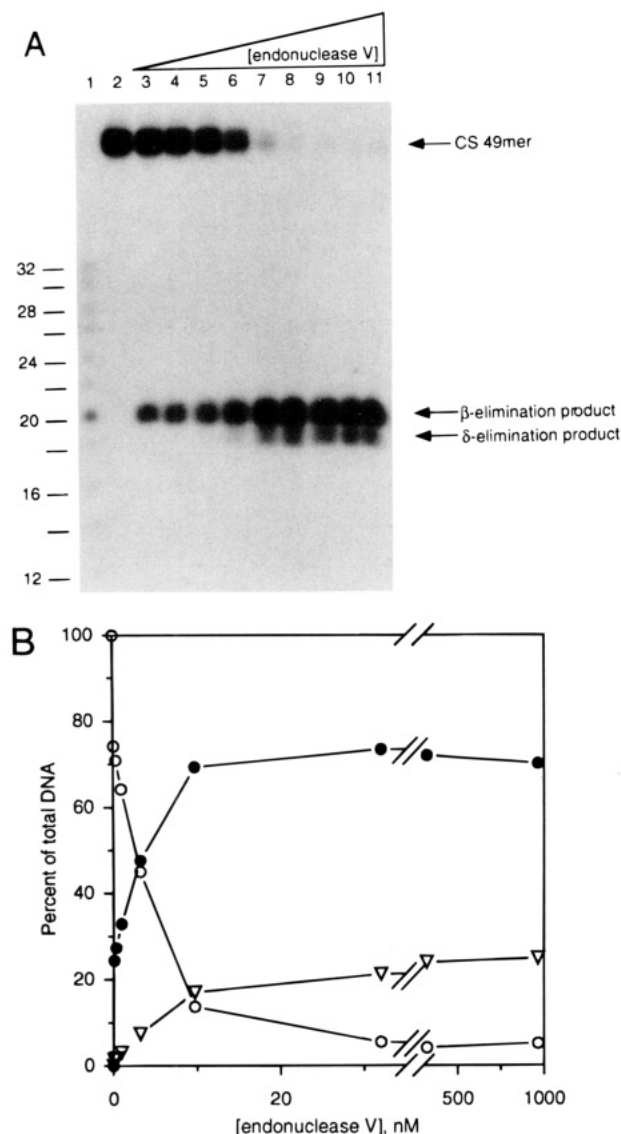 A
[endonuclease V]
1 2 3 4 5 6 7 8 9 10 11
CS 49mer
32
28
24
20
16
12
β-elimination product
δ-elimination product
B
Percent of total DNA
100
80
60
40
20
0
0 20 500 1000
[endonuclease V], nM